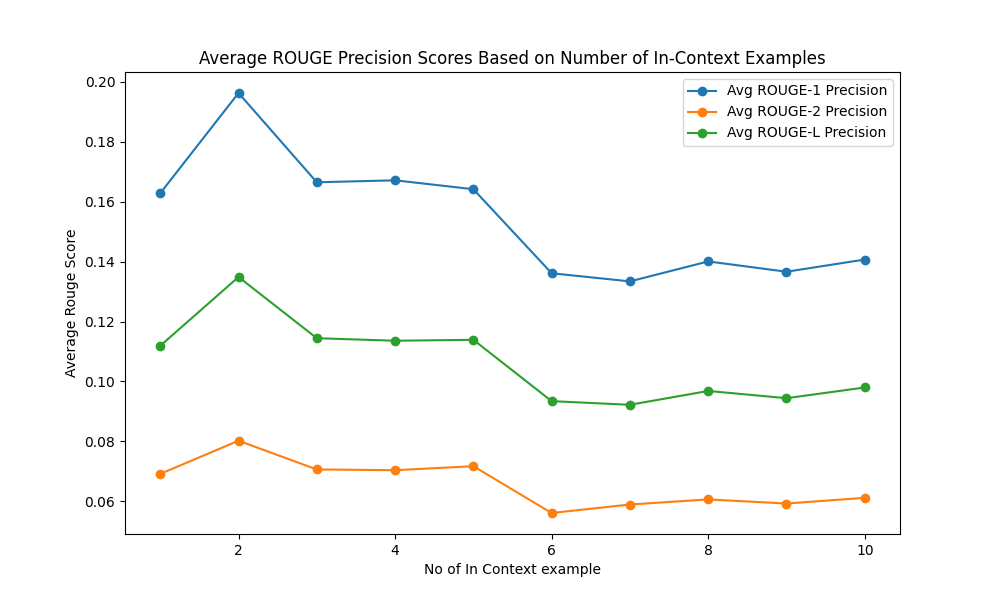 Average ROUGE Precision Scores Based on Number of In-Context Examples
Avg ROUGE-1 Precision
Avg ROUGE-2 Precision
Avg ROUGE-L Precision
Average Rouge Score
0.20
0.18
0.16
0.14
0.12
0.10
0.08
0.06
2 4 6 8 10
No of In Context example